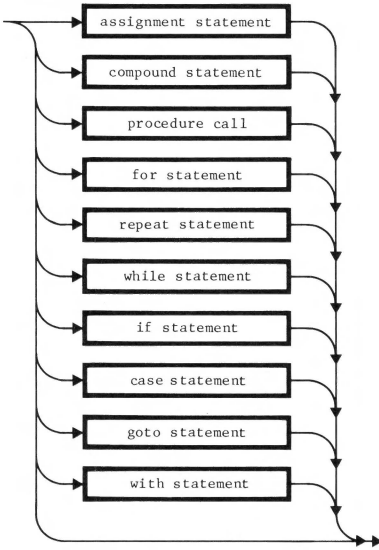 assignment statement
compound statement
procedure call
for statement
repeat statement
while statement
if statement
case statement
goto statement
with statement